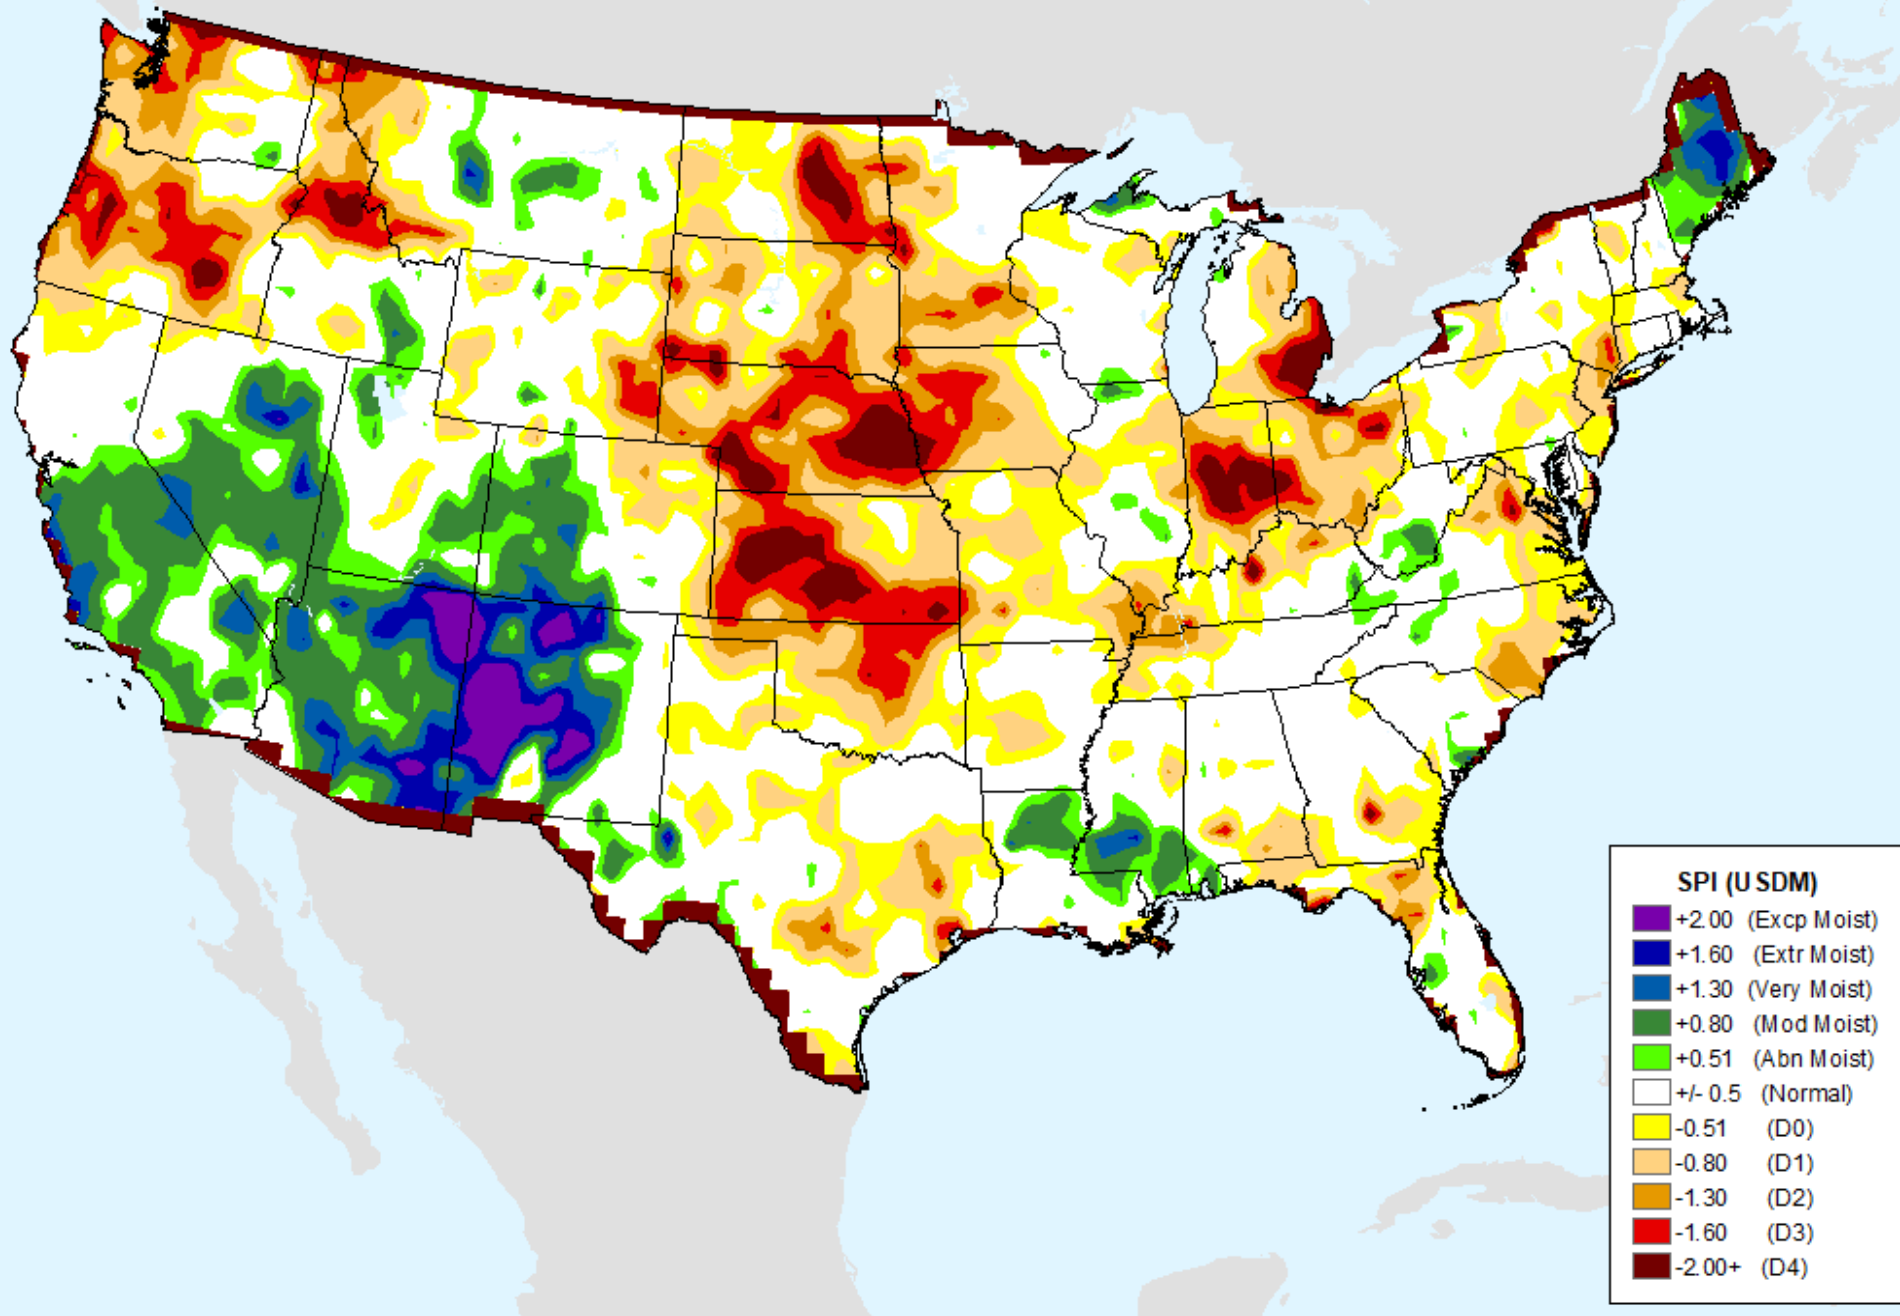 SPI (USDM)
+2.00 (Excp Moist)
+1.60 (Extr Moist)
+1.30 (Very Moist)
+0.80 (Mod Moist)
+0.51 (Abn Moist)
+/- 0.5 (Normal)
-0.51 (D0)
-0.80 (D1)
-1.30 (D2)
-1.60 (D3)
-2.00+ (D4)